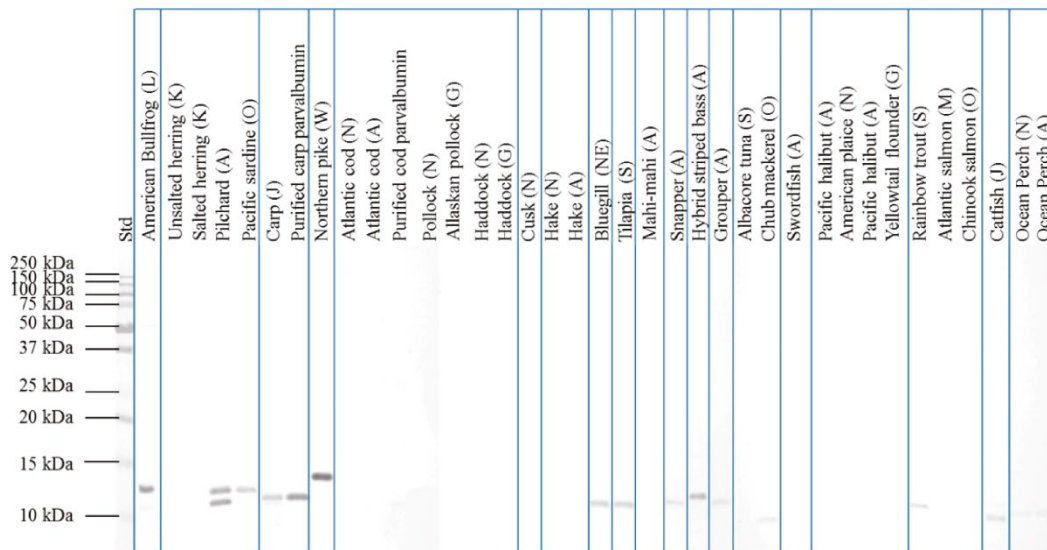 Std
American Bullfrog (L)
Unsalted herring (K)
Salted herring (K)
Pilchard (A)
Pacific sardine (O)
Carp (J)
Purified carp parvalbumin
Northern pike (W)
Atlantic cod (N)
Atlantic cod (A)
Purified cod parvalbumin
Pollock (N)
Allaskan pollock (G)
Haddock (N)
Haddock (G)
Cusk (N)
Hake (N)
Hake (A)
Bluegill (NE)
Tilapia (S)
Mahi-mahi (A)
Snapper (A)
Hybrid striped bass (A)
Grouper (A)
Albacore tuna (S)
Chub mackerel (O)
Swordfish (A)
Pacific halibut (A)
American plaice (N)
Pacific halibut (A)
Yellowtail flounder (G)
Rainbow trout (S)
Atlantic salmon (M)
Chinook salmon (O)
Catfish (J)
Ocean Perch (N)
Ocean Perch (A)
250 kDa
150 kDa
100 kDa
75 kDa
50 kDa
37 kDa
25 kDa
20 kDa
15 kDa
10 kDa